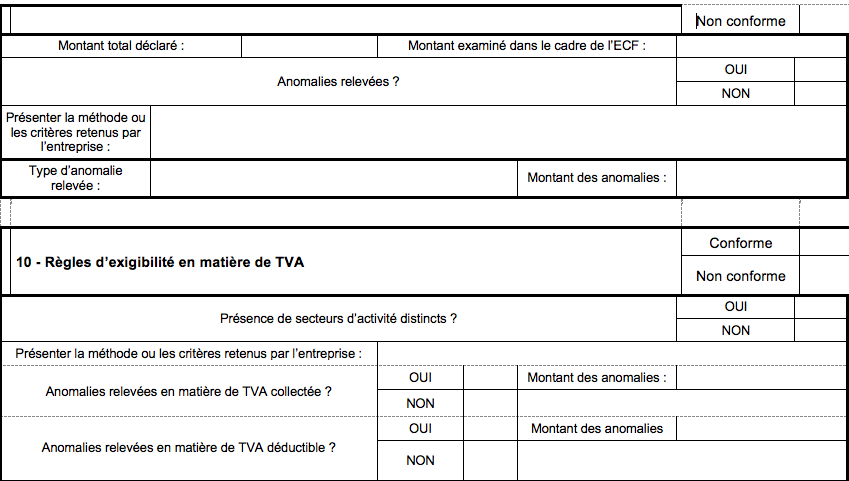 Non conforme
Montant total déclaré :
Montant examiné dans le cadre de l'ECF :
Anomalies relevées ?
OUI
NON
Présenter la méthode ou
les critères retenus par
l'entreprise :
Type d'anomalie
relevée :
Montant des anomalies :
10 - Règles d'exigibilité en matière de TVA
Conforme
Non conforme
Présence de secteurs d'activité distincts ?
OUI
NON
Présenter la méthode ou les critères retenus par l'entreprise :
Anomalies relevées en matière de TVA collectée ?
OUI
Montant des anomalies :
NON
Anomalies relevées en matière de TVA déductible ?
OUI
Montant des anomalies
NON